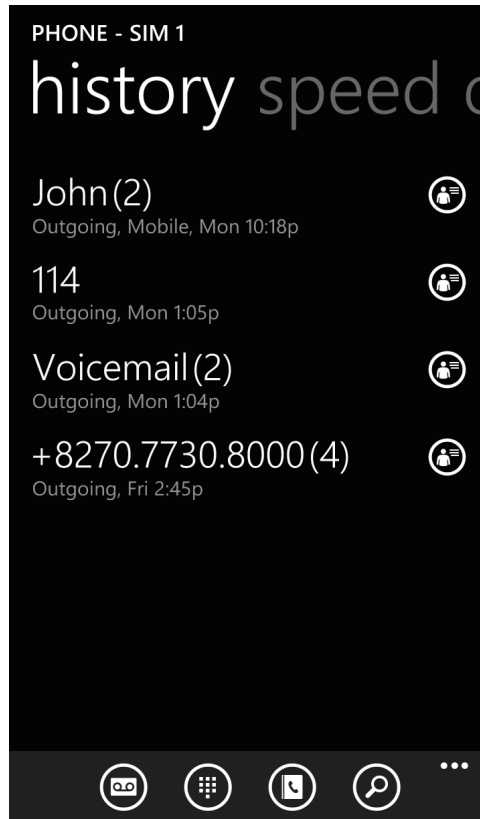 PHONE - SIM 1
history speed d
John(2)
Outgoing, Mobile, Mon 10:18p
114
Outgoing, Mon 1:05p
Voicemail(2)
Outgoing, Mon 1:04p
+8270.7730.8000(4)
Outgoing, Fri 2:45p